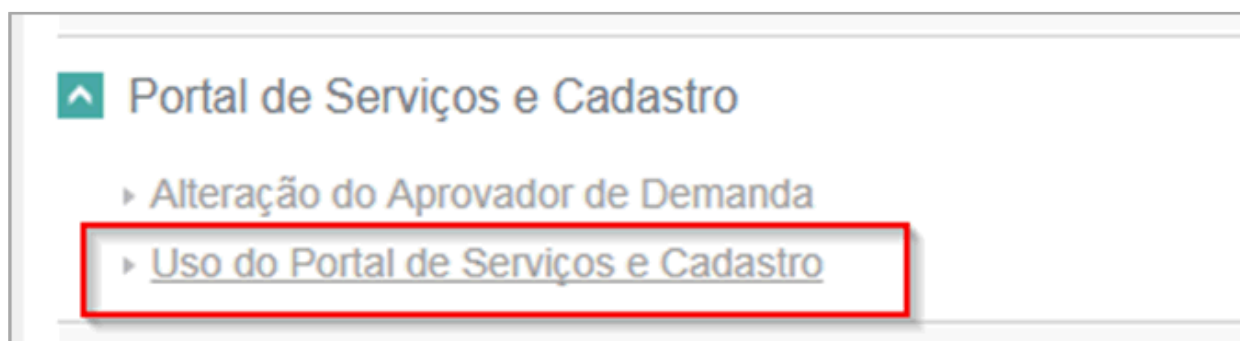 Portal de Serviços e Cadastro
Alteração do Aprovador de Demanda
Uso do Portal de Serviços e Cadastro